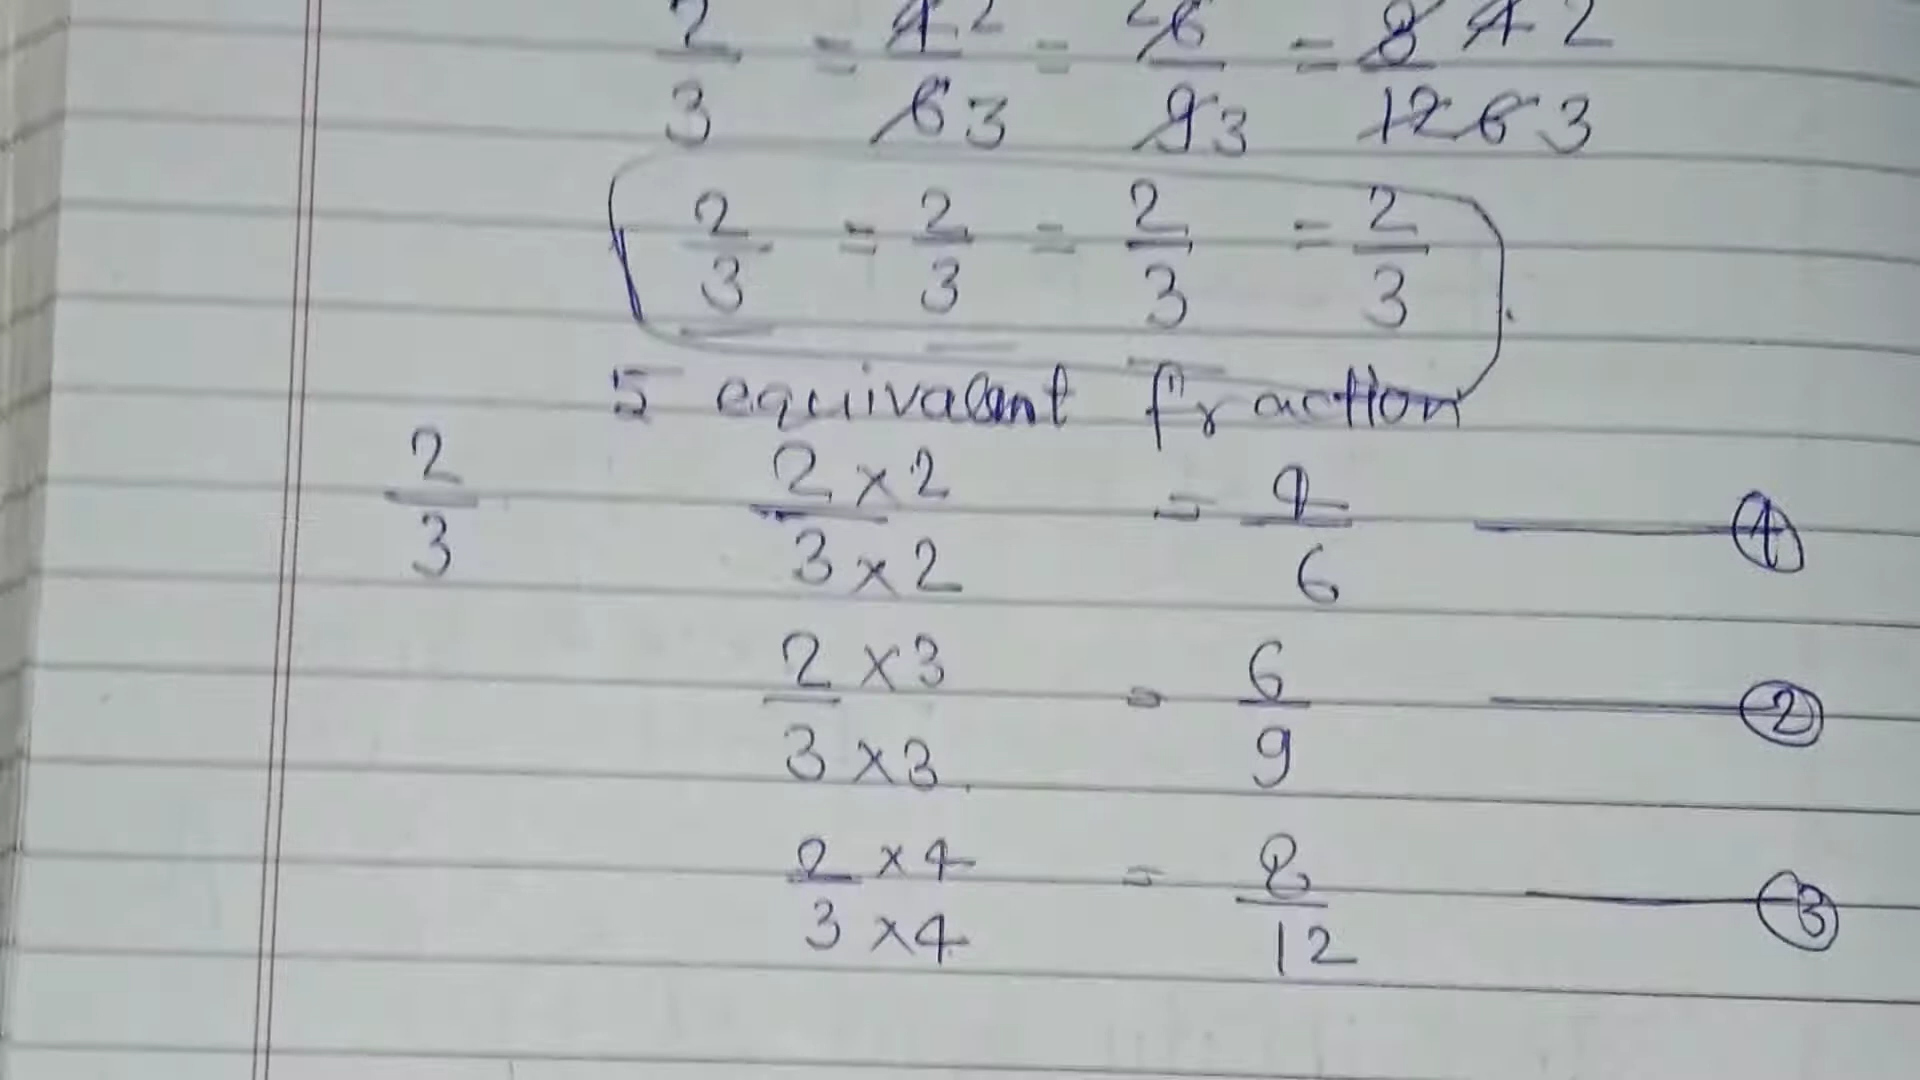 2/3 = 4 2/6 3 = 2 6/9 3 = 8 4 2/12 6 3
2/3 = 2/3 = 2/3 = 2/3
5 equivalent fraction
2/3 2 x 2/3 x 2 = 4/6 — 1
2 x 3/3 x 3 = 6/9 — 2
2 x 4/3 x 4 = 8/12 — 3